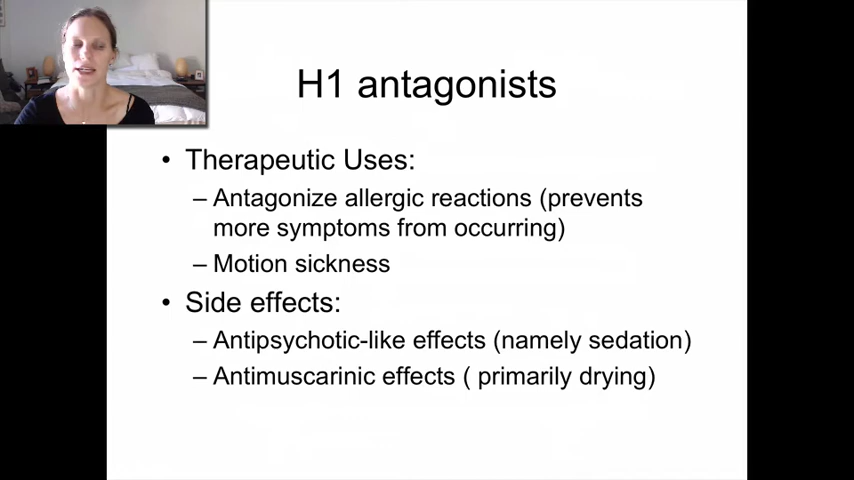 H1 antagonists
• Therapeutic Uses:
– Antagonize allergic reactions (prevents
more symptoms from occurring)
– Motion sickness
• Side effects:
– Antipsychotic-like effects (namely sedation)
– Antimuscarinic effects ( primarily drying)